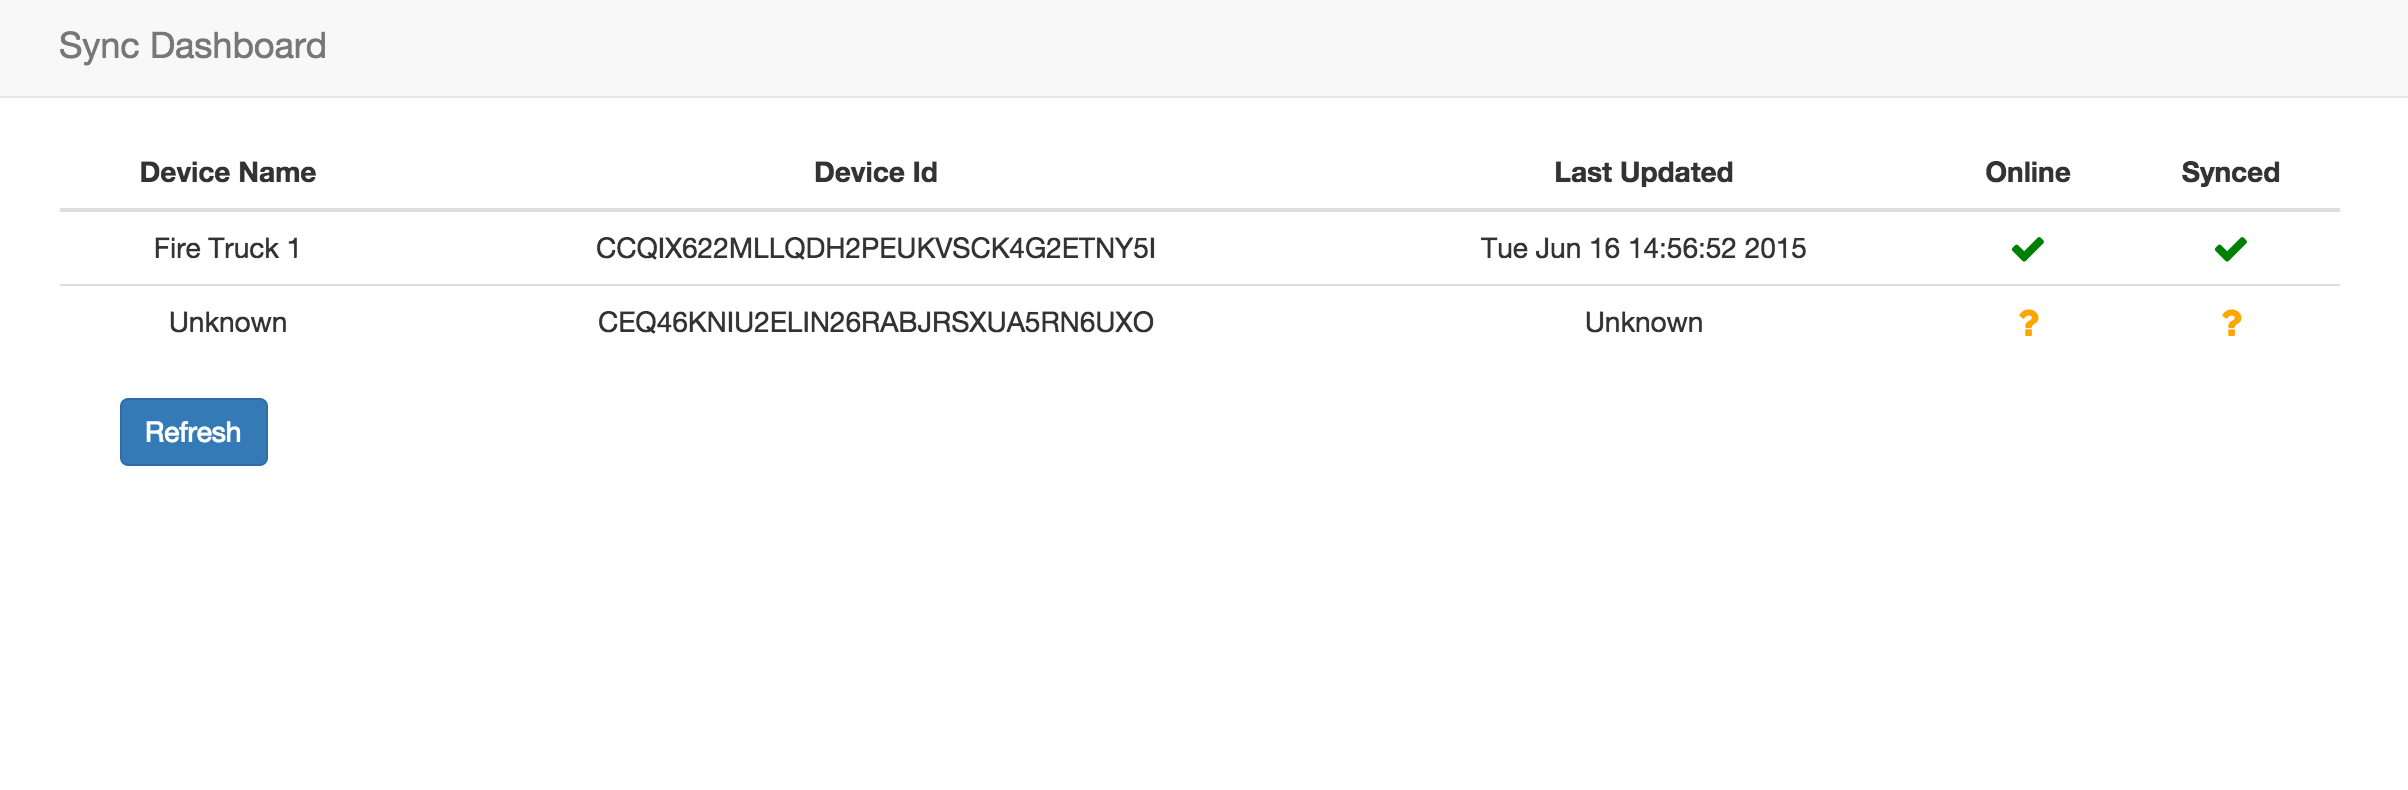 Sync Dashboard
Device Name Device Id Last Updated Online Synced
Fire Truck 1 CCQIX622MLLQDH2PEUKVSCK4G2ETNY5I Tue Jun 16 14:56:52 2015
Unknown CEQ46KNIU2ELIN26RABJRSXUA5RN6UXO Unknown ? ?
Refresh